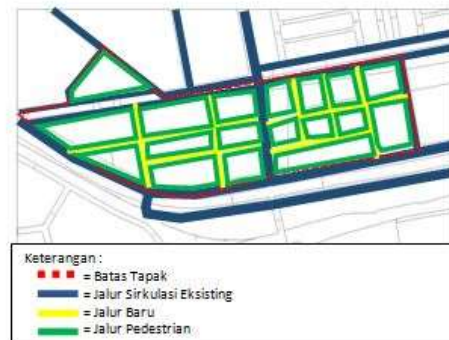 Keterangan :
= Batas Tapak
= Jalur Sirkulasi Eksisting
= Jalur Baru
= Jalur Pedestrian